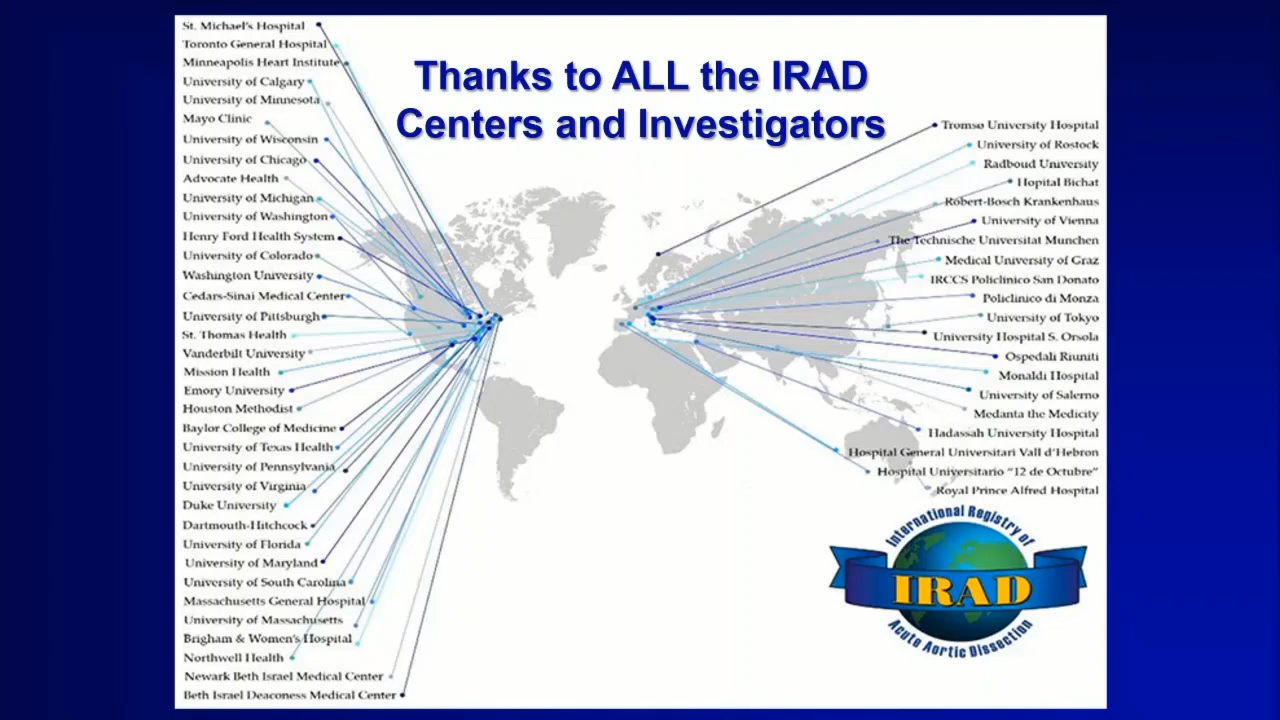 Thanks to ALL the IRAD
Centers and Investigators
St. Michael's Hospital
Toronto General Hospital
Minneapolis Heart Institute
University of Calgary
University of Minnesota
Mayo Clinic
University of Wisconsin
University of Chicago
Advocate Health
University of Michigan
University of Washington
Henry Ford Health System
University of Colorado
Washington University
Cedars-Sinai Medical Center
University of Pittsburgh
St. Thomas Health
Vanderbilt University
Mission Health
Emory University
Houston Methodist
Baylor College of Medicine
University of Texas Health
University of Pennsylvania
University of Virginia
Duke University
Dartmouth-Hitchcock
University of Florida
University of Maryland
University of South Carolina
Massachusetts General Hospital
University of Massachusetts
Brigham & Women's Hospital
Northwell Health
Newark Beth Israel Medical Center
Beth Israel Deaconess Medical Center
Tromsø University Hospital
University of Rostock
Radboud University
Hopital Bichat
Robert-Bosch Krankenhaus
University of Vienna
The Technische Universitat Munchen
Medical University of Graz
IRCCS Policlinico San Donato
Policlinico di Monza
University of Tokyo
University Hospital S. Orsola
Ospedali Riuniti
Monaldi Hospital
University of Salerno
Medanta the Medicity
Hadassah University Hospital
Hospital General Universitari Vall d'Hebron
Hospital Universitario "12 de Octubre"
Royal Prince Alfred Hospital
International Registry of
IRAD
Acute Aortic Dissection